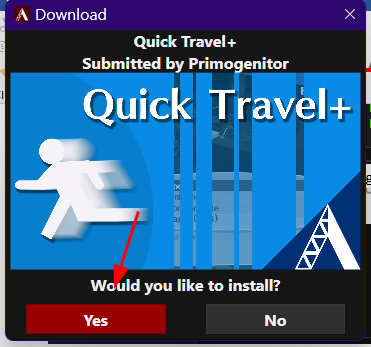 Download
Quick Travel+
Submitted by Primogenitor
Quick Travel+
Would you like to install?
Yes
No